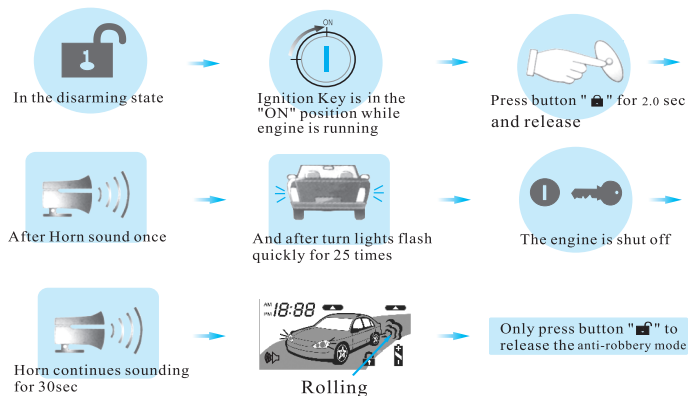 1
In the disarming state
ON
Ignition Key is in the
"ON" position while
engine is running
Press button " " for 2.0 sec
and release
After Horn sound once
And after turn lights flash
quickly for 25 times
The engine is shut off
Horn continues sounding
for 30sec
AM
PM
18:88
Rolling
Only press button " " to
release the anti-robbery mode